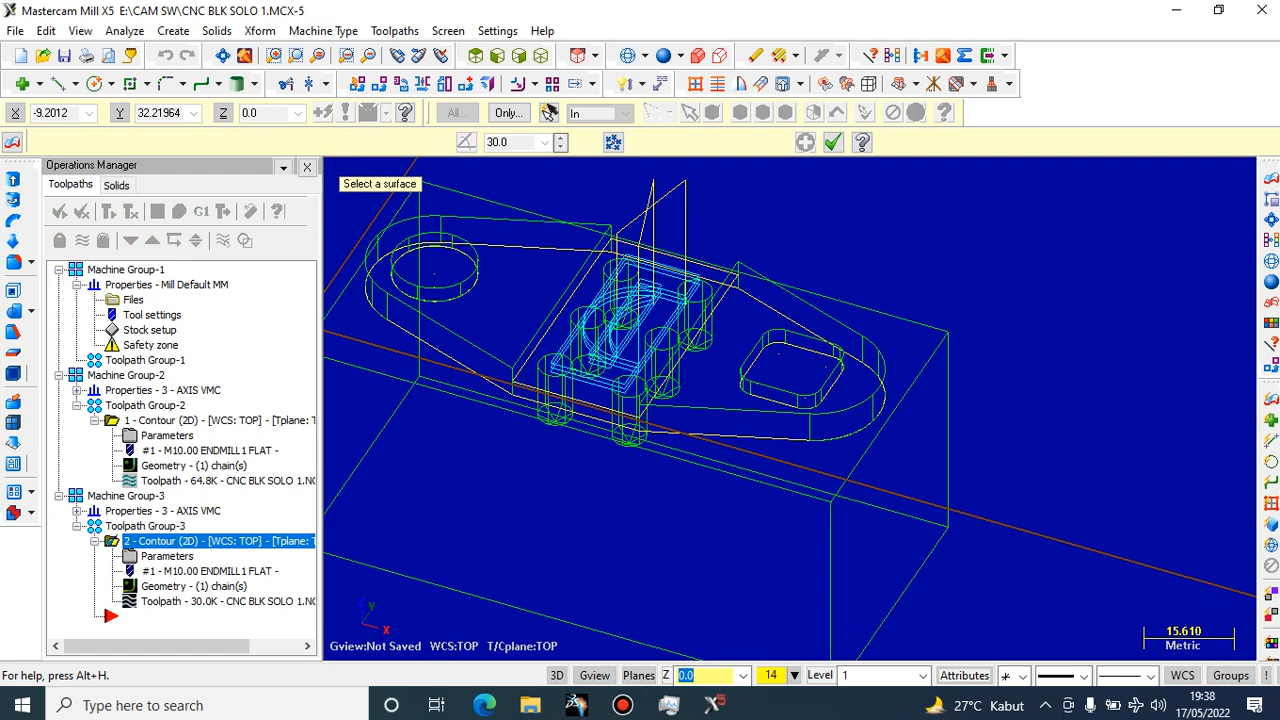 Mastercam Mill X5  E:\CAM SW\CNC BLK SOLO 1.MCX-5
File Edit View Analyze Create Solids Xform Machine Type Toolpaths Screen Settings Help
X -9.2012 Y 32.21964 Z 0.0 All... Only... In
30.0
Operations Manager
Toolpaths Solids
G1
Select a surface
Machine Group-1
Properties - Mill Default MM
Files
Tool settings
Stock setup
Safety zone
Toolpath Group-1
Machine Group-2
Properties - 3 - AXIS VMC
Toolpath Group-2
1 - Contour (2D) - [WCS: TOP] - [Tplane: T
Parameters
#1 - M10.00 ENDMILL1 FLAT -
Geometry - (1) chain(s)
Toolpath - 64.8K - CNC BLK SOLO 1.NC
Machine Group-3
Properties - 3 - AXIS VMC
Toolpath Group-3
2 - Contour (2D) - [WCS: TOP] - [Tplane: T
Parameters
#1 - M10.00 ENDMILL1 FLAT -
Geometry - (1) chain(s)
Toolpath - 30.0K - CNC BLK SOLO 1.NC
Z Y X
Gview:Not Saved WCS:TOP T/Cplane:TOP
15.610
Metric
For help, press Alt+H. 3D Gview Planes Z 0.0 14 Level 1 Attributes WCS Groups !
Type here to search
27°C Kabut
19:38
17/05/2022